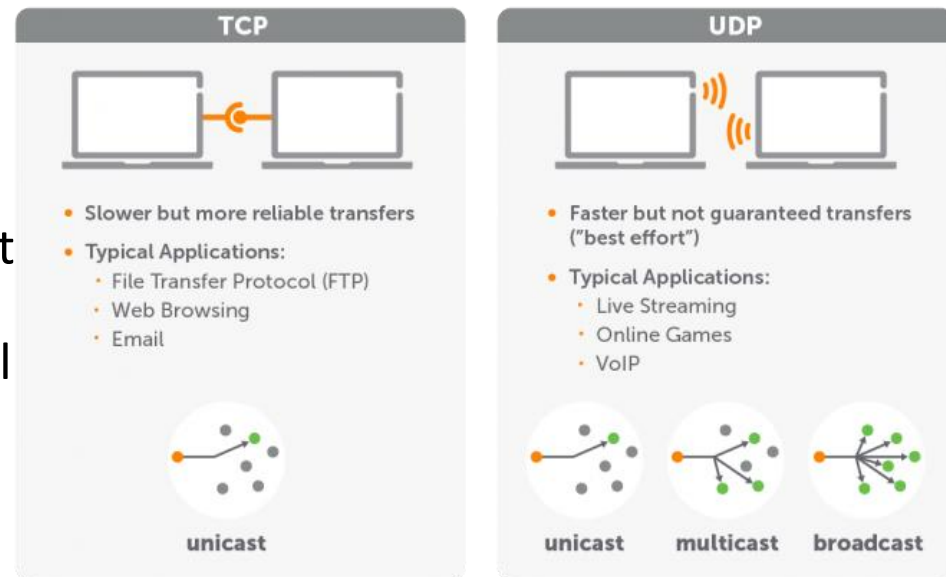 t
l
TCP
• Slower but more reliable transfers
• Typical Applications:
• File Transfer Protocol (FTP)
• Web Browsing
• Email
unicast
UDP
• Faster but not guaranteed transfers
("best effort")
• Typical Applications:
• Live Streaming
• Online Games
• VoIP
unicast multicast broadcast